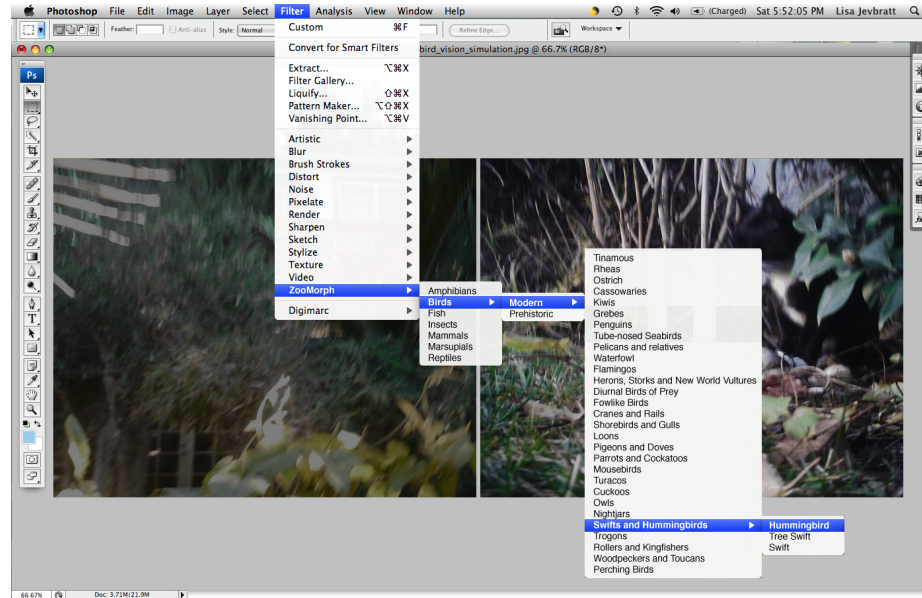 Photoshop File Edit Image Layer Select Filter Analysis View Window Help (Charged) Sat 5:52:05 PM Lisa Jevbratt
Feather: Anti-alias Style: Normal Refine Edge... Workspace ▼
bird_vision_simulation.jpg @ 66.7% (RGB/8*)
Ps
T
Custom ⌘F
Convert for Smart Filters
Extract... ⌥⌘X
Filter Gallery...
Liquify... ⇧⌘X
Pattern Maker... ⌥⇧⌘X
Vanishing Point... ⌥⌘V
Artistic
Blur
Brush Strokes
Distort
Noise
Pixelate
Render
Sharpen
Sketch
Stylize
Texture
Video
ZooMorph
Digimarc
Amphibians
Birds
Fish
Insects
Mammals
Marsupials
Reptiles
Modern
Prehistoric
Tinamous
Rheas
Ostrich
Cassowaries
Kiwis
Grebes
Penguins
Tube-nosed Seabirds
Pelicans and relatives
Waterfowl
Flamingos
Herons, Storks and New World Vultures
Diurnal Birds of Prey
Fowlike Birds
Cranes and Rails
Shorebirds and Gulls
Loons
Pigeons and Doves
Parrots and Cockatoos
Mousebirds
Turacos
Cuckoos
Owls
Nightjars
Swifts and Hummingbirds
Trogons
Rollers and Kingfishers
Woodpeckers and Toucans
Perching Birds
Hummingbird
Tree Swift
Swift
66.67% Doc: 3.71M/21.9M